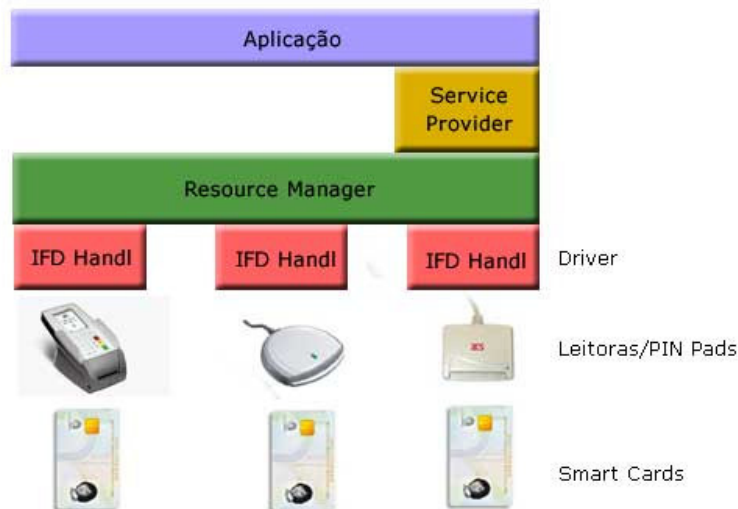 Aplicação
Service
Provider
Resource Manager
IFD Handl
IFD Handl
IFD Handl
Driver
Leitoras/PIN Pads
Smart Cards